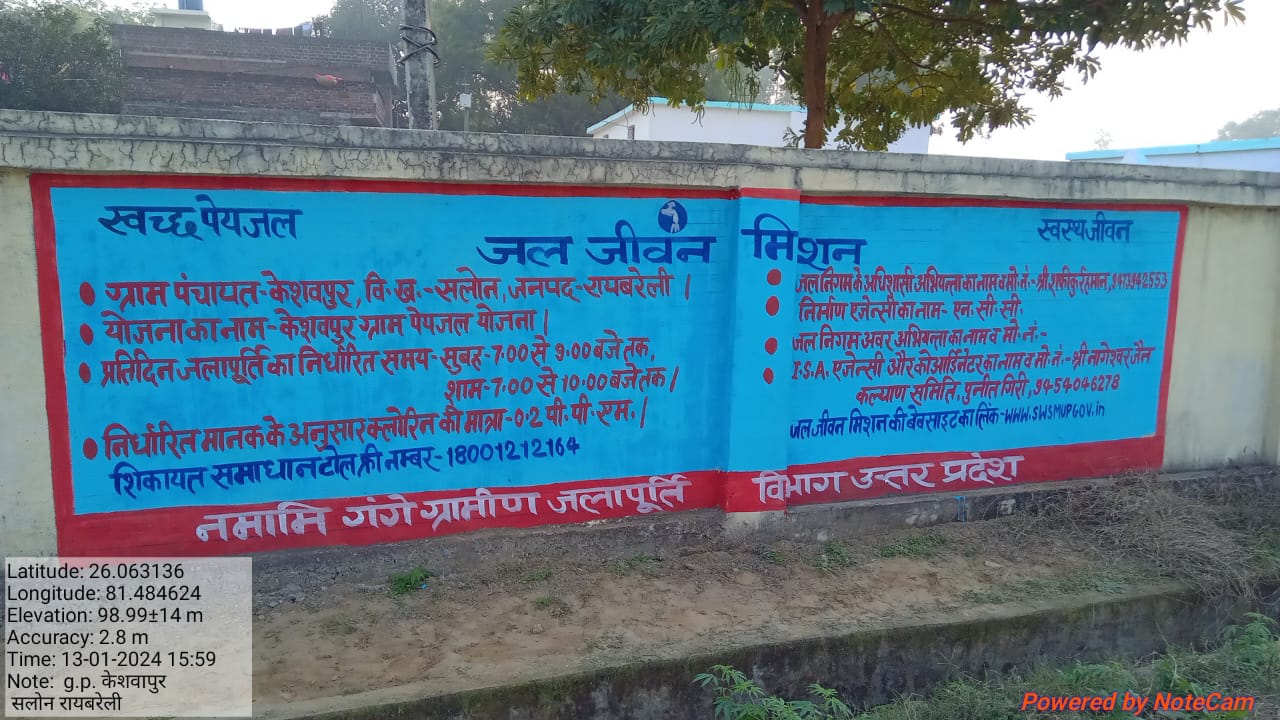 स्वच्छ पेयजल
जल जीवन मिशन
स्वस्थ जीवन
ग्राम पंचायत-केशवपुर, वि.ख.-सलोन, जनपद-रायबरेली |
योजना का नाम-केशवपुर ग्राम पेयजल योजना |
प्रतिदिन जलापूर्ति का निर्धारित समय-सुबह-7.00 से 9.00 बजे तक,
शाम-7.00 से 10.00 बजे तक |
निर्धारित मानक के अनुसार क्लोरिन की मात्रा-0.2 पी.पी.एम. |
शिकायत समाधान टोल फ्री नम्बर-18001212164
जल निगम के अधिशासी अभियन्ता का नाम व मो.नं.-श्री शफीकुर्रहमान, 9473942553
निर्माण एजेन्सी का नाम- एन.सी.सी.
जल निगम अवर अभियन्ता का नाम व मो.नं.-
I.S.A. एजेन्सी और कोआर्डिनेटर का नाम व मो.नं.-श्री नागेश्वर जैन
कल्याण समिति, पुनीत गिरी, 9454046278
जल जीवन मिशन की बेबसाइट का लिंक-WWW.SWSMUPGOV.in
नमामि गंगे ग्रामीण जलापूर्ति विभाग उत्तर प्रदेश
Latitude: 26.063136
Longitude: 81.484624
Elevation: 98.99±14 m
Accuracy: 2.8 m
Time: 13-01-2024 15:59
Note: g.p. केशवापुर
सलोन रायबरेली
Powered by NoteCam